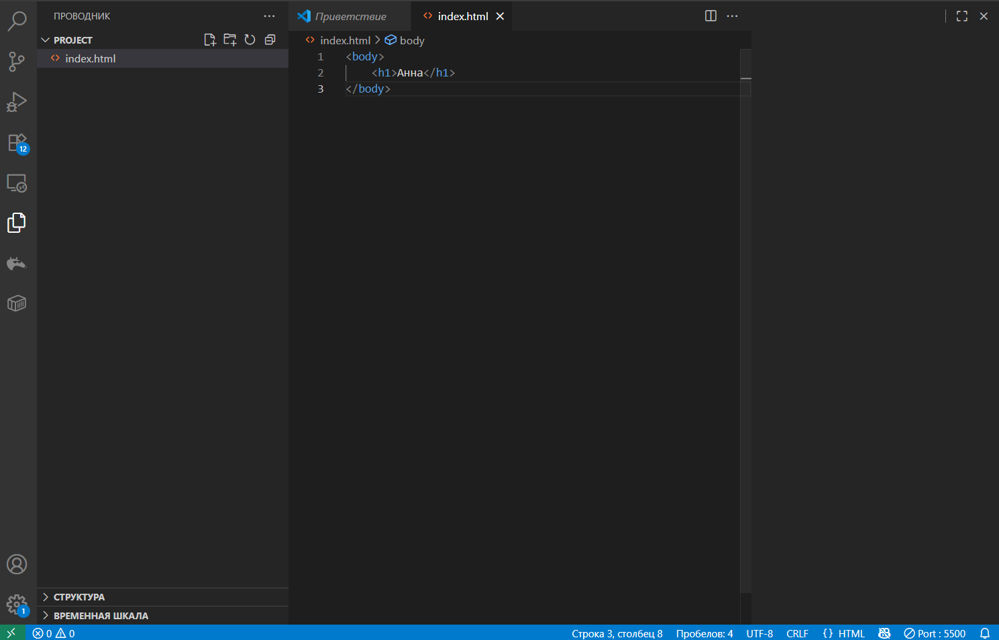 ПРОВОДНИК
PROJECT
index.html
12
1
СТРУКТУРА
ВРЕМЕННАЯ ШКАЛА
Приветствие
index.html
index.html > body
1 <body>
2 <h1>Анна</h1>
3 </body>
0 0
Строка 3, столбец 8 Пробелов: 4 UTF-8 CRLF {} HTML Port : 5500